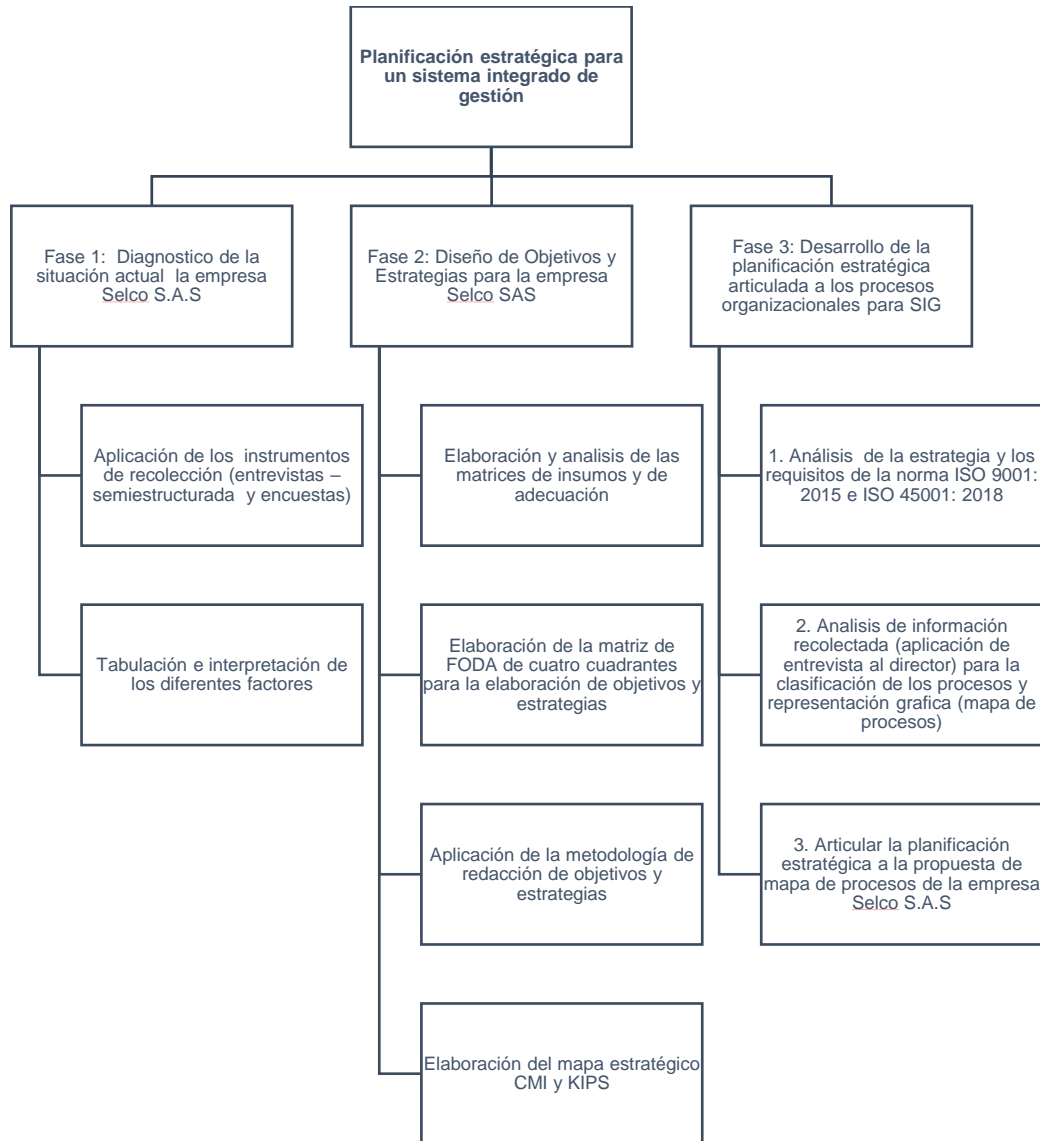 Planificación estratégica para
un sistema integrado de
gestión
Fase 1:  Diagnostico de la
situación actual  la empresa
Selco S.A.S
Aplicación de los  instrumentos
de recolección (entrevistas –
semiestructurada  y encuestas)
Tabulación e interpretación de
los diferentes factores
Fase 2: Diseño de Objetivos y
Estrategias para la empresa
Selco SAS
Elaboración y analisis de las
matrices de insumos y de
adecuación
Elaboración de la matriz de
FODA de cuatro cuadrantes
para la elaboración de objetivos y
estrategias
Aplicación de la metodología de
redacción de objetivos y
estrategias
Elaboración del mapa estratégico
CMI y KIPS
Fase 3: Desarrollo de la
planificación estratégica
articulada a los procesos
organizacionales para SIG
1. Análisis  de la estrategia y los
requisitos de la norma ISO 9001:
2015 e ISO 45001: 2018
2. Analisis de información
recolectada (aplicación de
entrevista al director) para la
clasificación de los procesos y
representación grafica (mapa de
procesos)
3. Articular la planificación
estratégica a la propuesta de
mapa de procesos de la empresa
Selco S.A.S